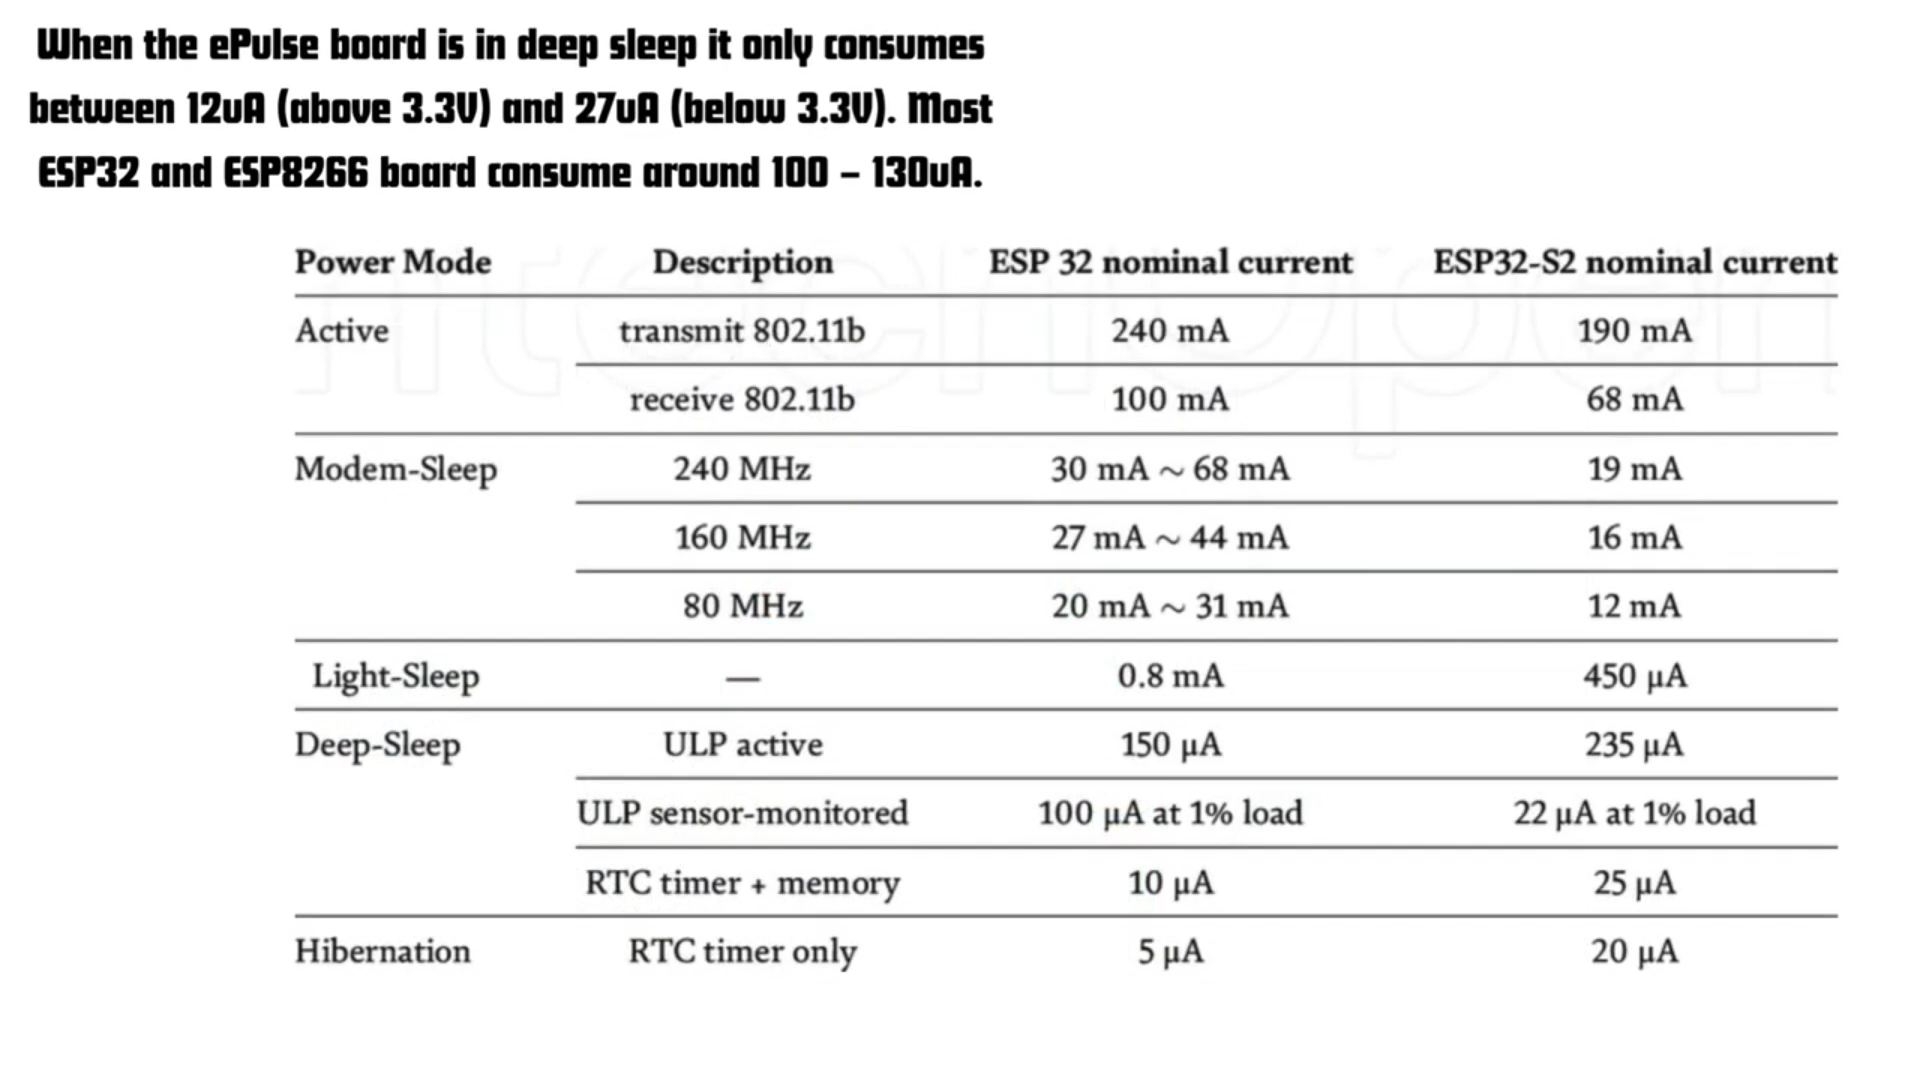 When the ePulse board is in deep sleep it only consumes
between 12uA (above 3.3V) and 27uA (below 3.3V). Most
ESP32 and ESP8266 board consume around 100 – 130uA.
Power Mode Description ESP 32 nominal current ESP32-S2 nominal current
Active transmit 802.11b 240 mA 190 mA
receive 802.11b 100 mA 68 mA
Modem-Sleep 240 MHz 30 mA ~ 68 mA 19 mA
160 MHz 27 mA ~ 44 mA 16 mA
80 MHz 20 mA ~ 31 mA 12 mA
Light-Sleep — 0.8 mA 450 µA
Deep-Sleep ULP active 150 µA 235 µA
ULP sensor-monitored 100 µA at 1% load 22 µA at 1% load
RTC timer + memory 10 µA 25 µA
Hibernation RTC timer only 5 µA 20 µA